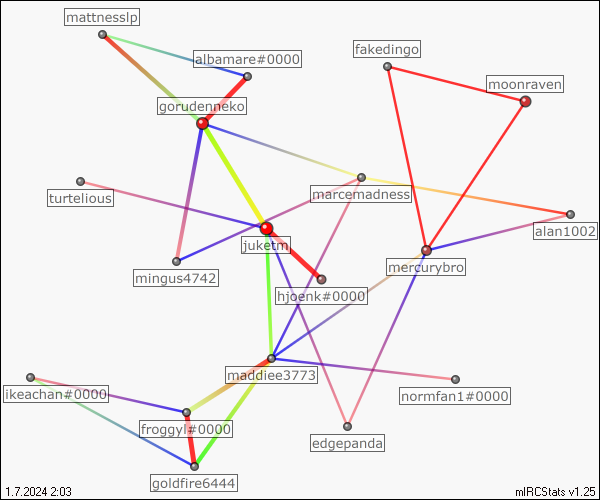 mattnesslp
albamare#0000
fakedingo
moonraven
gorudenneko
turtelious
marcemadness
alan1002
juketm
mingus4742
mercurybro
hjoenk#0000
maddiee3773
ikeachan#0000
normfan1#0000
froggyl#0000
edgepanda
goldfire6444
1.7.2024 2:03
mIRCStats v1.25